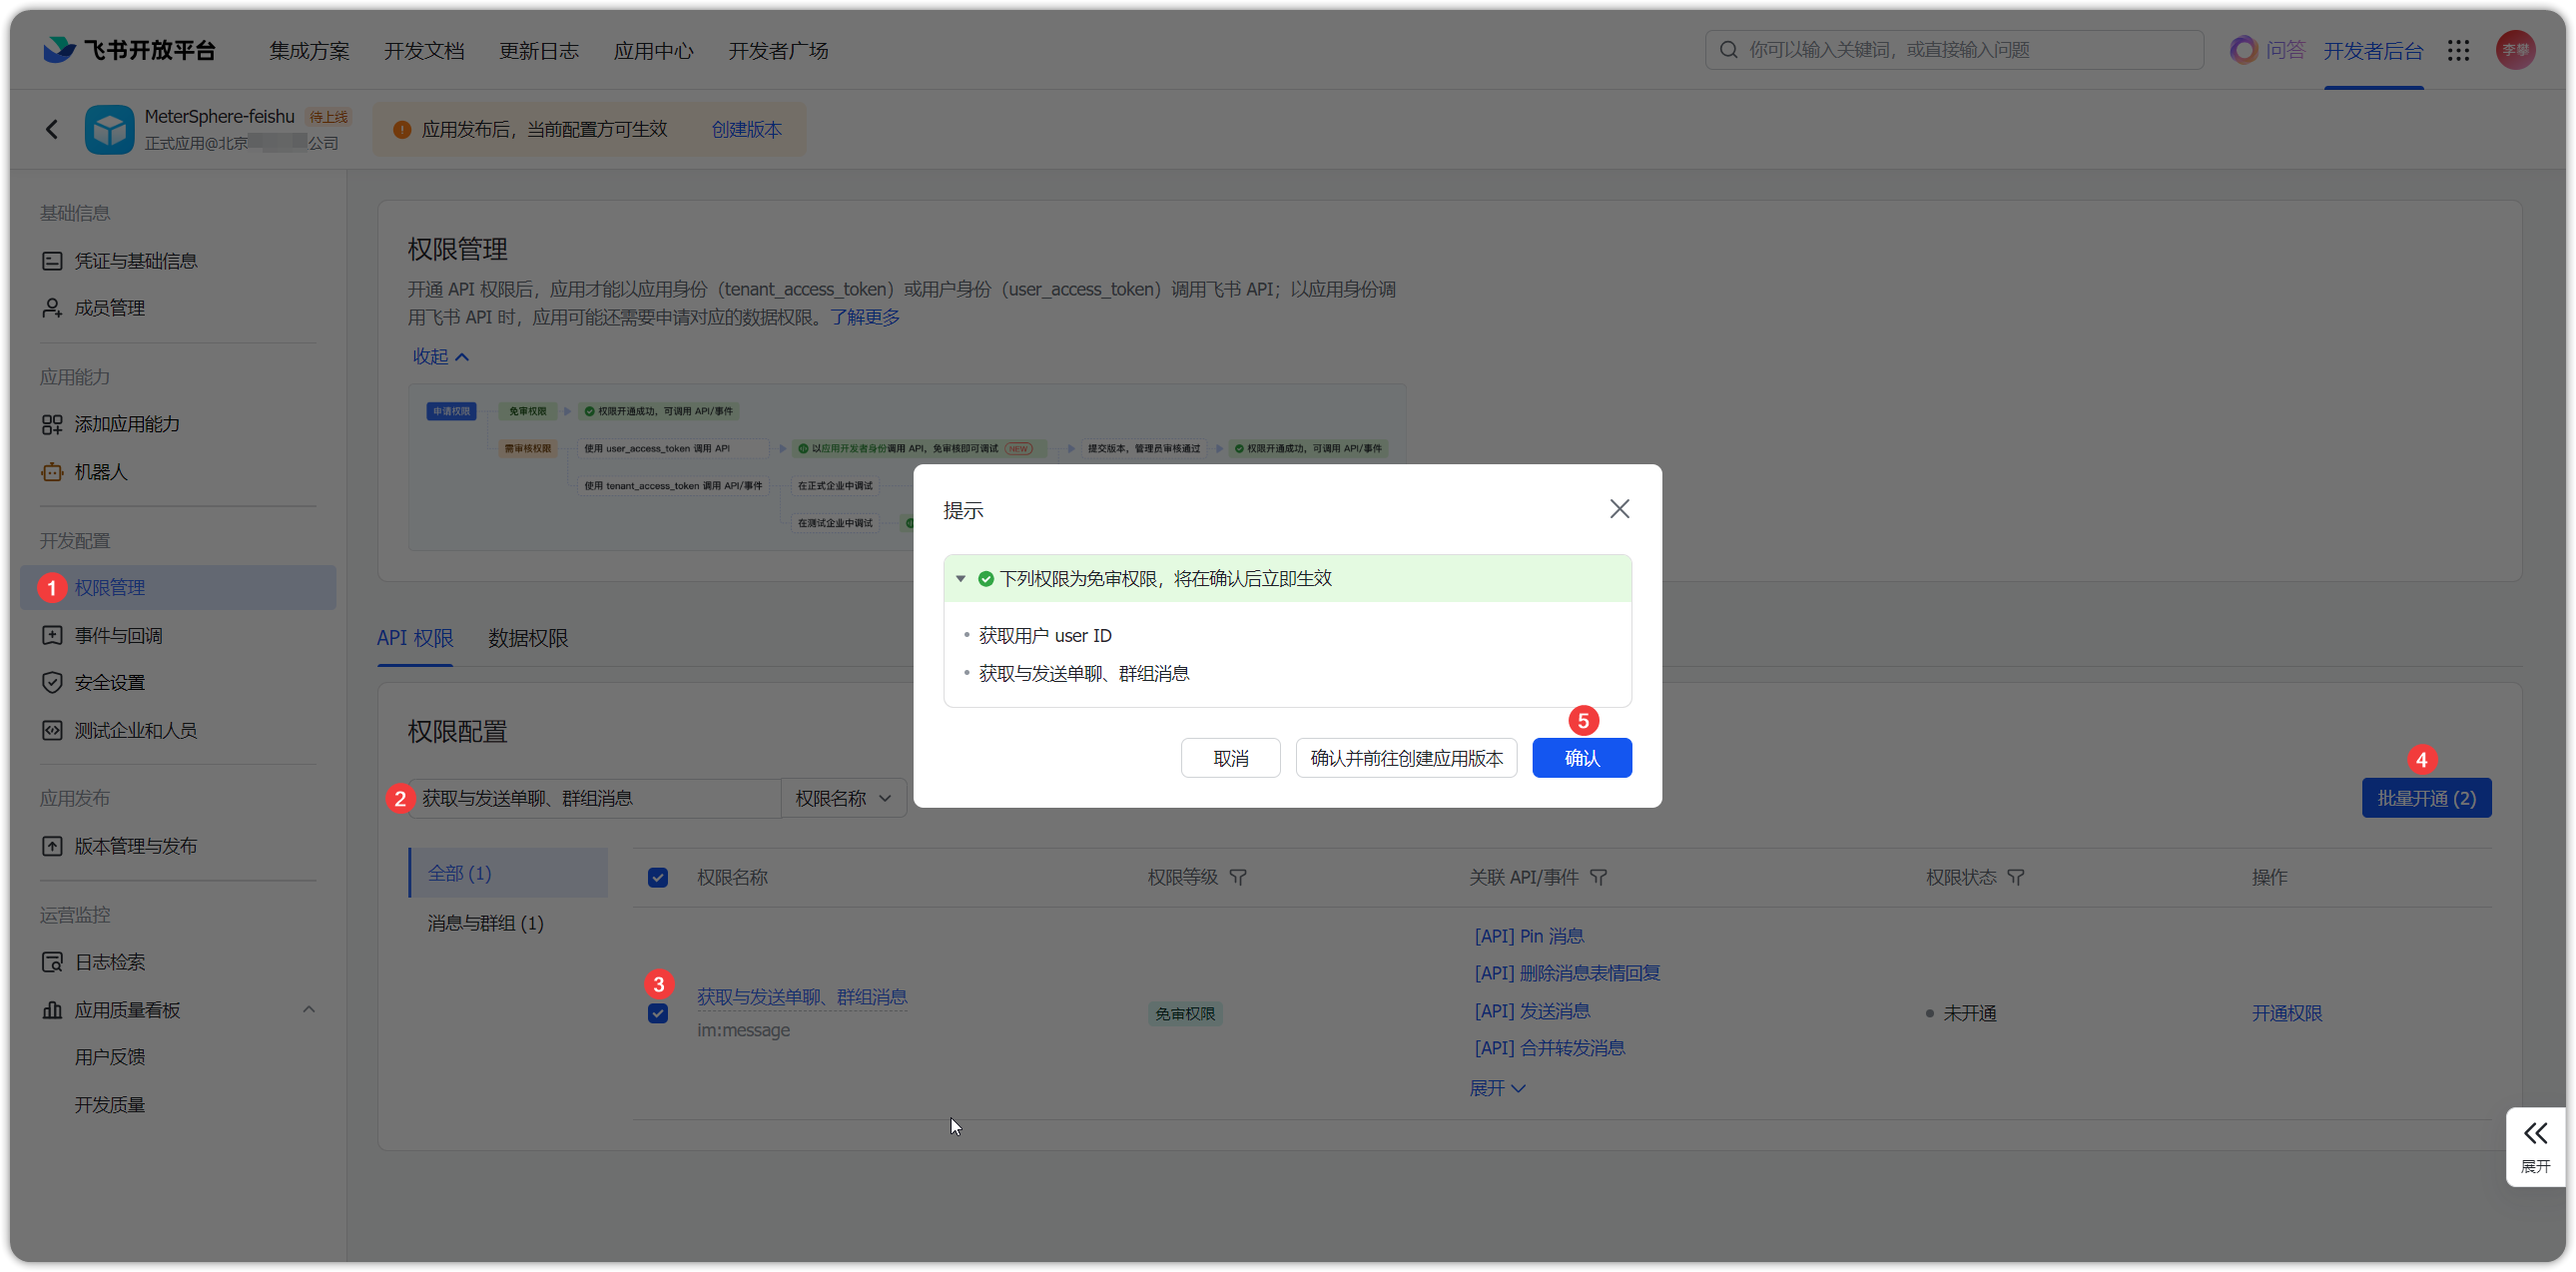 飞书开放平台
集成方案
开发文档
更新日志
应用中心
开发者广场
你可以输入关键词，或直接输入问题
问答
开发者后台
李攀
MeterSphere-feishu
待上线
正式应用@北京
公司
应用发布后，当前配置方可生效
创建版本
基础信息
凭证与基础信息
成员管理
应用能力
添加应用能力
机器人
开发配置
1
权限管理
事件与回调
安全设置
测试企业和人员
应用发布
版本管理与发布
运营监控
日志检索
应用质量看板
用户反馈
开发质量
权限管理
开通 API 权限后，应用才能以应用身份（tenant_access_token）或用户身份（user_access_token）调用飞书 API；以应用身份调
用飞书 API 时，应用可能还需要申请对应的数据权限。了解更多
收起
申请权限
免审权限
权限开通成功，可调用 API/事件
需审核权限
使用 user_access_token 调用 API
以应用开发者身份调用 API，免审核即可调试
NEW
提交版本，管理员审核通过
权限开通成功，可调用 API/事件
使用 tenant_access_token 调用 API/事件
在正式企业中调试
在测试企业中调试
提示
下列权限为免审权限，将在确认后立即生效
获取用户 user ID
获取与发送单聊、群组消息
5
取消
确认并前往创建应用版本
确认
API 权限
数据权限
权限配置
2
获取与发送单聊、群组消息
权限名称
4
批量开通 (2)
全部 (1)
消息与群组 (1)
权限名称
权限等级
关联 API/事件
权限状态
操作
3
获取与发送单聊、群组消息
im:message
免审权限
[API] Pin 消息
[API] 删除消息表情回复
[API] 发送消息
[API] 合并转发消息
展开
未开通
开通权限
展开